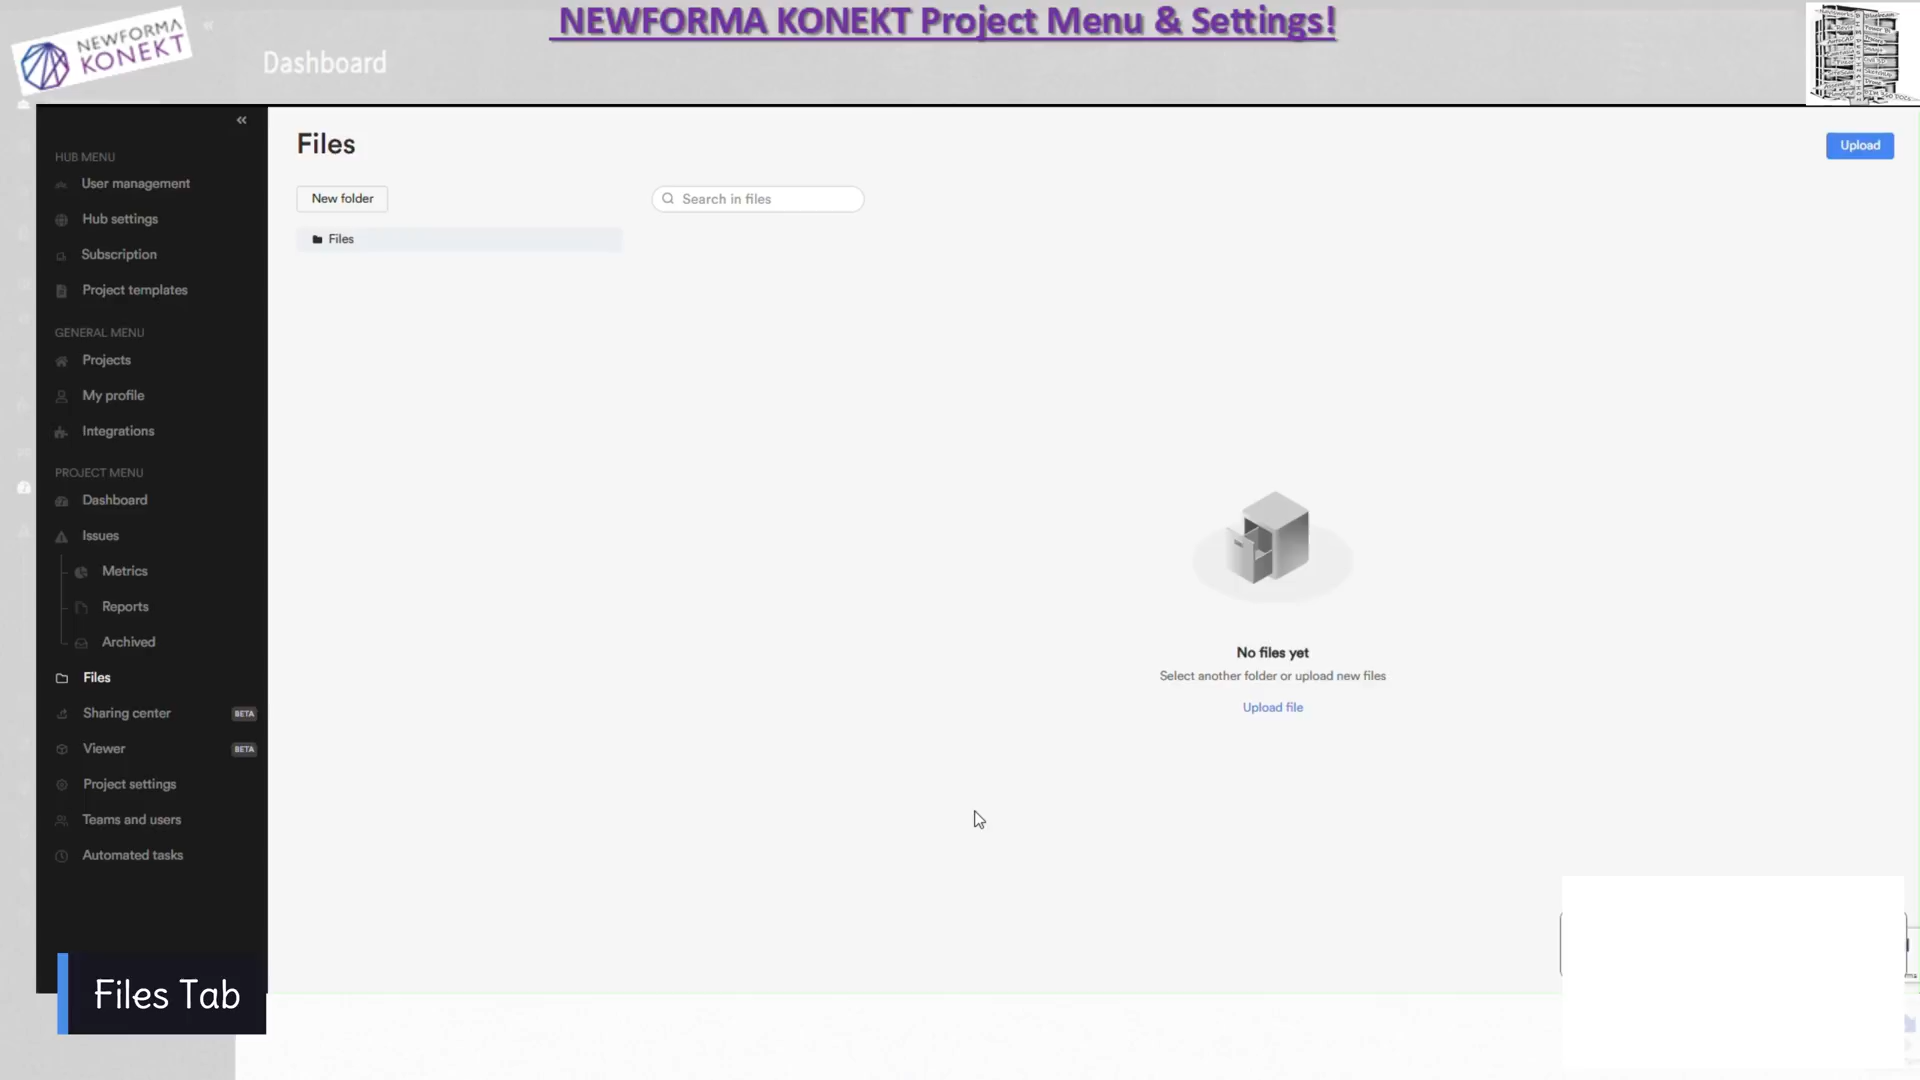 NEWFORMA KONEKT Project Menu & Settings!
NEWFORMA
KONEKT
Dashboard
HUB MENU
User management
Hub settings
Subscription
Project templates
GENERAL MENU
Projects
My profile
Integrations
PROJECT MENU
Dashboard
Issues
Metrics
Reports
Archived
Files
Sharing center BETA
Viewer BETA
Project settings
Teams and users
Automated tasks
Files Tab
Files
Upload
New folder
Search in files
Files
No files yet
Select another folder or upload new files
Upload file